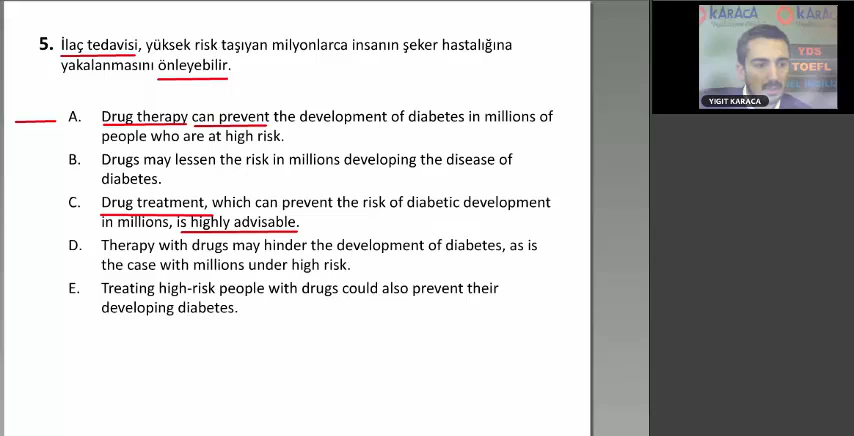 5. İlaç tedavisi, yüksek risk taşıyan milyonlarca insanın şeker hastalığına
yakalanmasını önleyebilir.
A. Drug therapy can prevent the development of diabetes in millions of
people who are at high risk.
B. Drugs may lessen the risk in millions developing the disease of
diabetes.
C. Drug treatment, which can prevent the risk of diabetic development
in millions, is highly advisable.
D. Therapy with drugs may hinder the development of diabetes, as is
the case with millions under high risk.
E. Treating high-risk people with drugs could also prevent their
developing diabetes.
KARACA
YDS
TOEFL
YIGIT KARACA